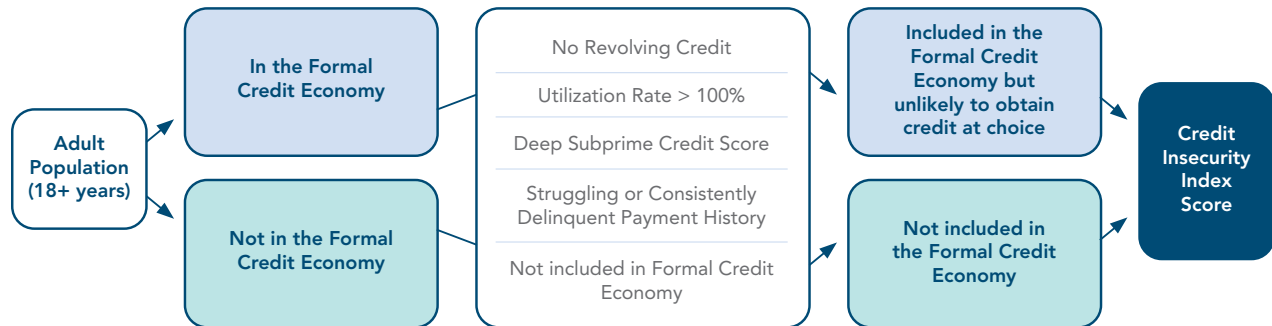 Adult
Population
(18+ years)
In the Formal
Credit Economy
Not in the Formal
Credit Economy
No Revolving Credit
Utilization Rate > 100%
Deep Subprime Credit Score
Struggling or Consistently
Delinquent Payment History
Not included in Formal Credit
Economy
Included in the
Formal Credit
Economy but
unlikely to obtain
credit at choice
Not included in
the Formal Credit
Economy
Credit
Insecurity
Index
Score